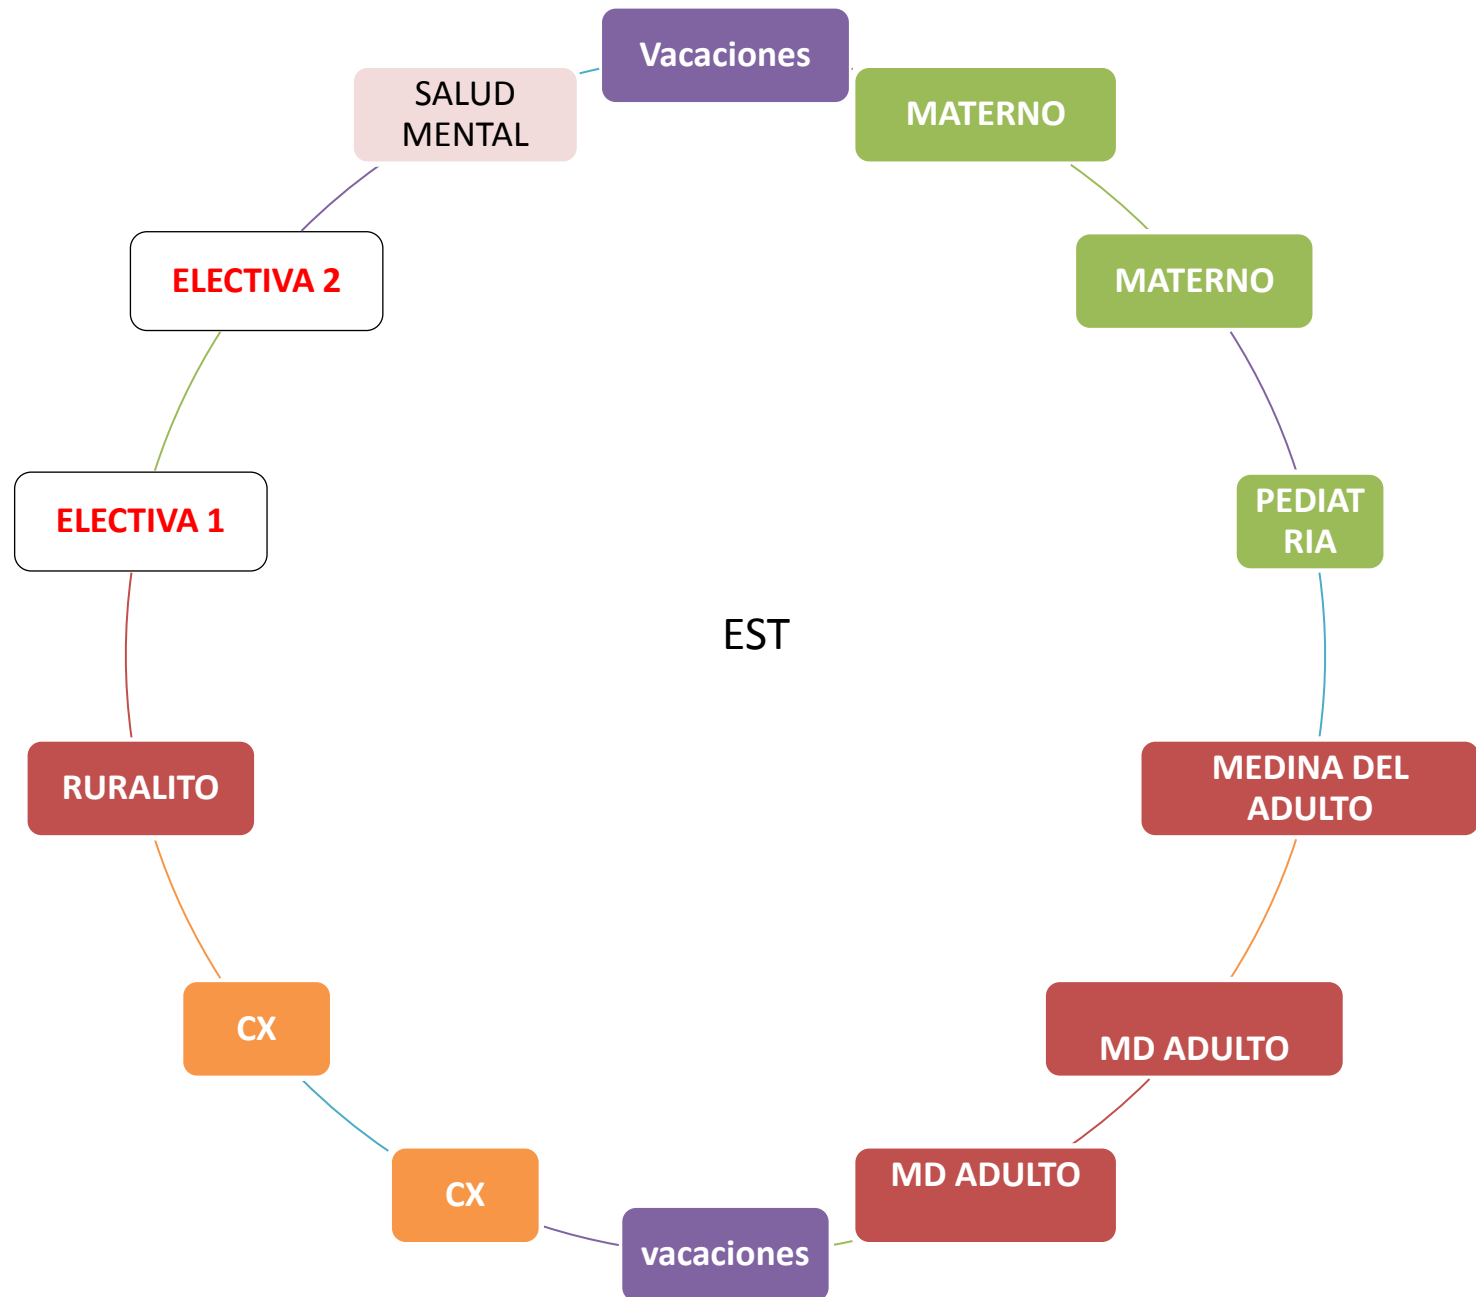 Vacaciones
MATERNO
MATERNO
PEDIAT
RIA
MEDINA DEL
ADULTO
MD ADULTO
MD ADULTO
vacaciones
CX
CX
RURALITO
ELECTIVA 1
ELECTIVA 2
SALUD
MENTAL
EST